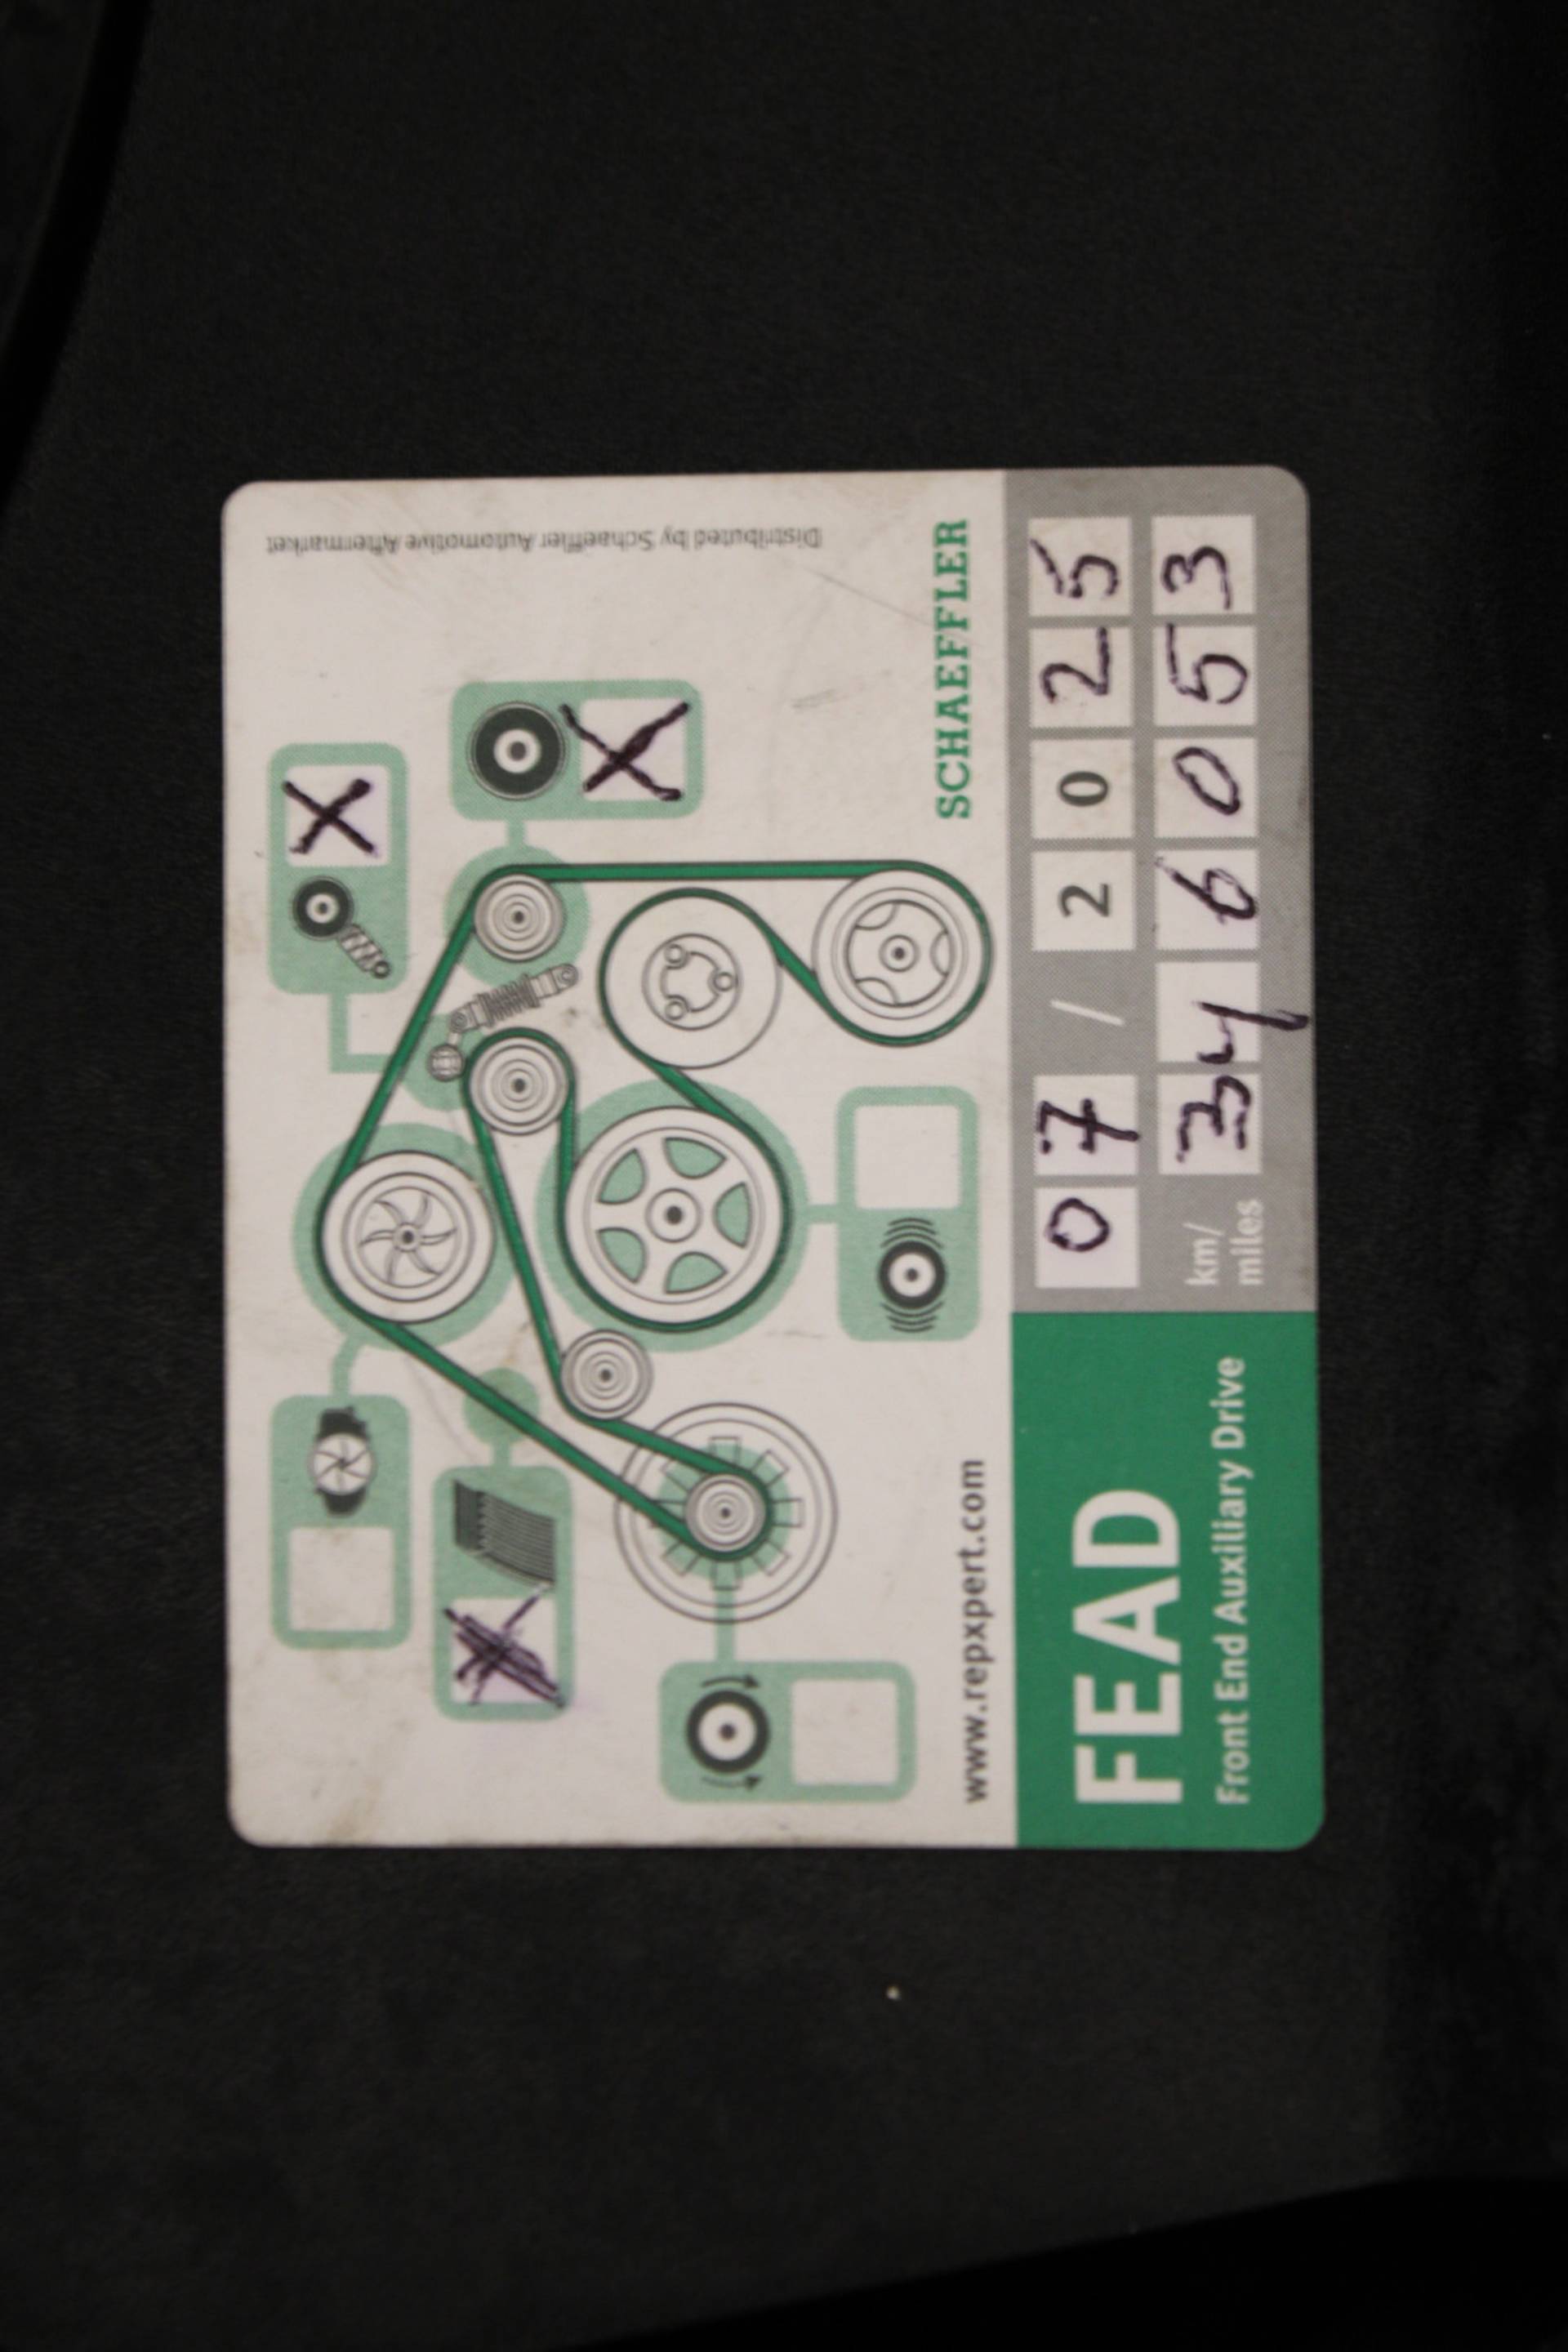 Distributed by Schaeffler Automotive Aftermarket
www.repxpert.com SCHAEFFLER
FEAD 07 / 2025
Front End Auxiliary Drive
km/
miles 346053